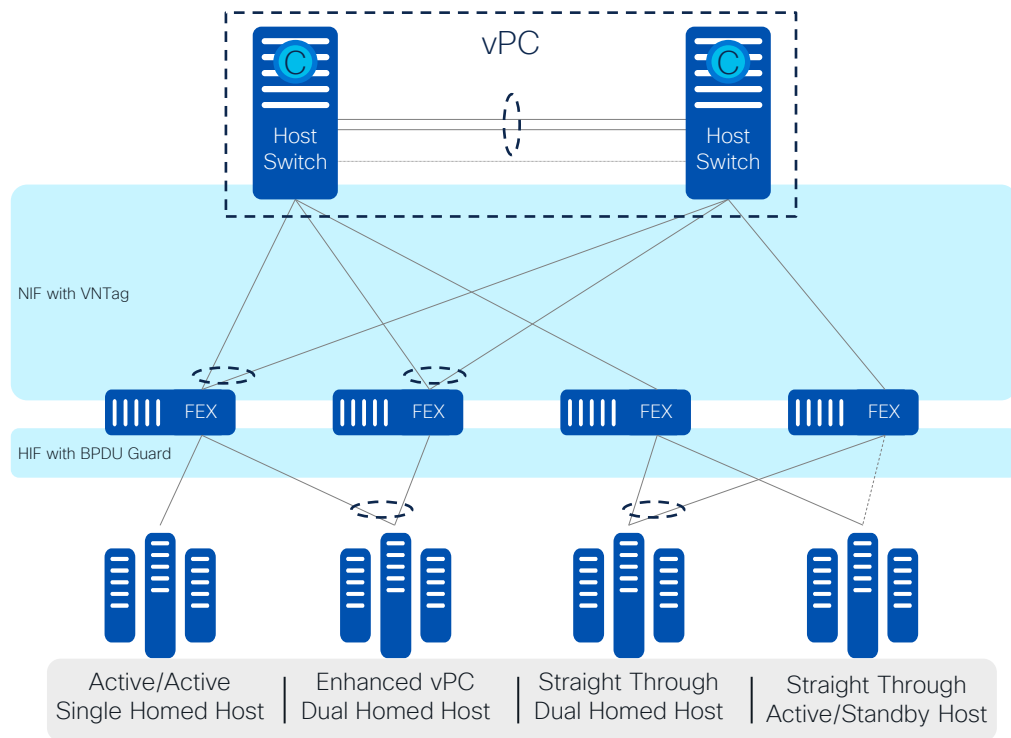 vPC
C
C
Host
Switch
Host
Switch
NIF with VNTag
FEX
FEX
FEX
FEX
HIF with BPDU Guard
Active/Active
Single Homed Host
Enhanced vPC
Dual Homed Host
Straight Through
Dual Homed Host
Straight Through
Active/Standby Host